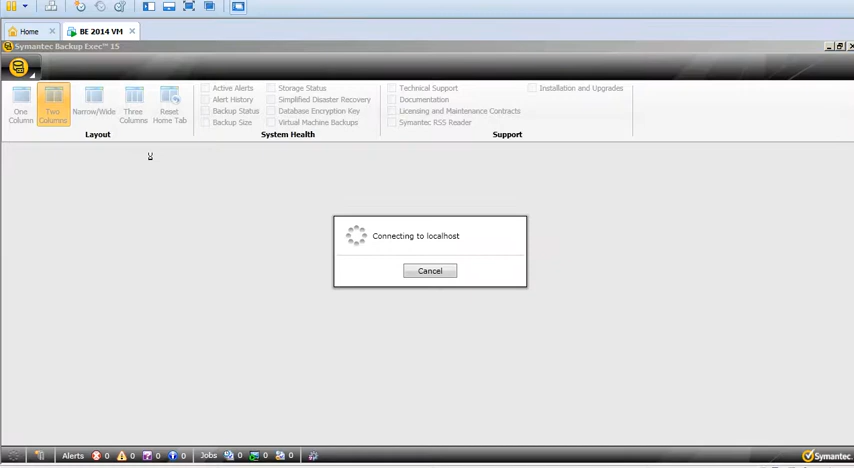 Home
BE 2014 VM
Symantec Backup Exec™ 15
Active Alerts Storage Status Technical Support Installation and Upgrades
Alert History Simplified Disaster Recovery Documentation
One Column Two Columns Narrow/Wide Three Columns Reset Home Tab Backup Status Database Encryption Key Licensing and Maintenance Contracts
Backup Size Virtual Machine Backups Symantec RSS Reader
Layout System Health Support
Connecting to localhost
Cancel
Alerts 0 0 0 0 Jobs 0 0 0 Symantec.